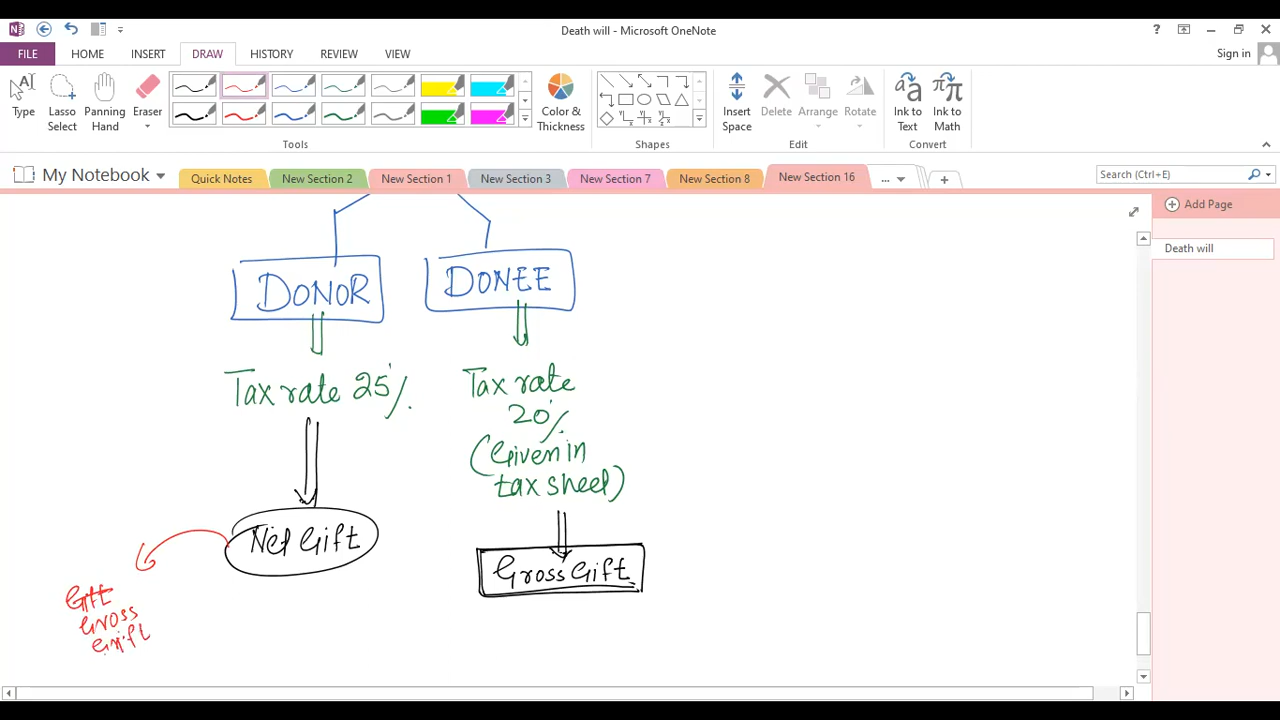 Death will - Microsoft OneNote
FILE HOME INSERT DRAW HISTORY REVIEW VIEW
Sign in
Type
Lasso Select
Panning Hand
Eraser
Color & Thickness
Insert Space
Delete
Arrange
Rotate
Ink to Text
Ink to Math
Tools
Shapes
Edit
Convert
My Notebook
Quick Notes
New Section 2
New Section 1
New Section 3
New Section 7
New Section 8
New Section 16
...
Search (Ctrl+E)
Add Page
Death will
DONOR
DONEE
Tax rate 25%
Tax rate
20%
(Given in
tax sheet)
Net Gift
Gross Gift
Gft
Gross
Gift